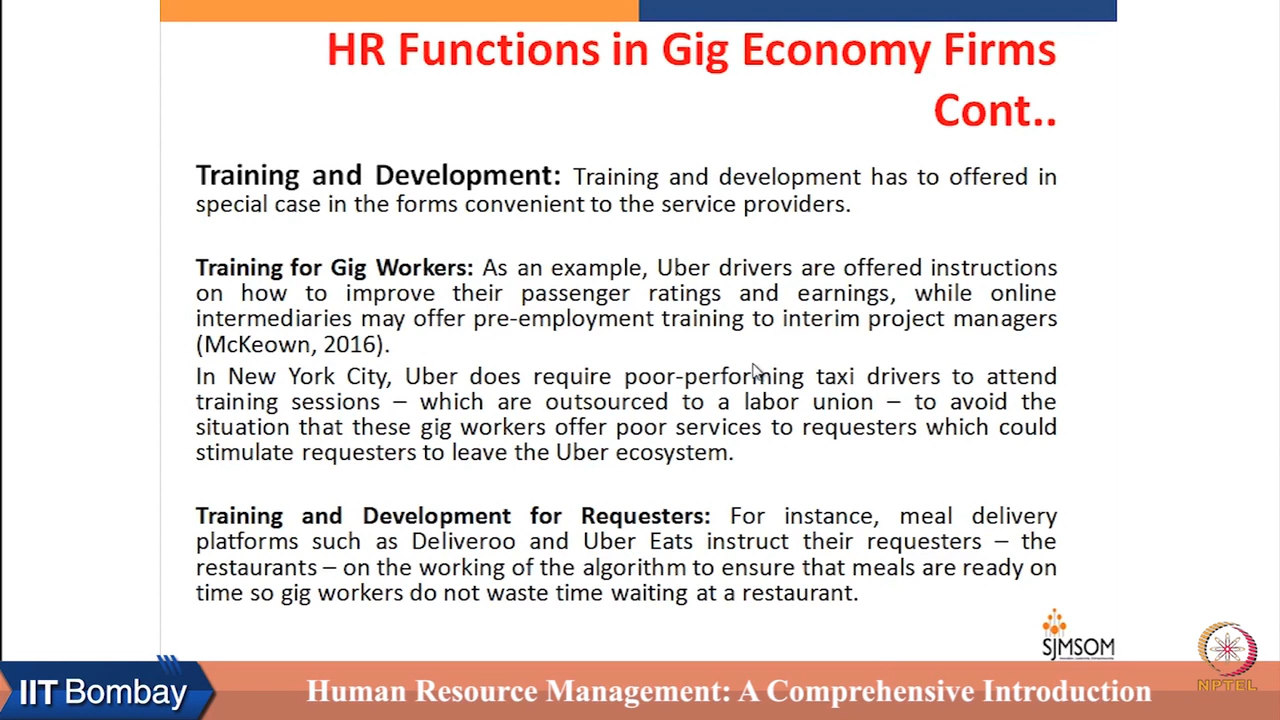 HR Functions in Gig Economy Firms
Cont..
Training and Development: Training and development has to offered in
special case in the forms convenient to the service providers.
Training for Gig Workers: As an example, Uber drivers are offered instructions
on how to improve their passenger ratings and earnings, while online
intermediaries may offer pre-employment training to interim project managers
(McKeown, 2016).
In New York City, Uber does require poor-performing taxi drivers to attend
training sessions – which are outsourced to a labor union – to avoid the
situation that these gig workers offer poor services to requesters which could
stimulate requesters to leave the Uber ecosystem.
Training and Development for Requesters: For instance, meal delivery
platforms such as Deliveroo and Uber Eats instruct their requesters – the
restaurants – on the working of the algorithm to ensure that meals are ready on
time so gig workers do not waste time waiting at a restaurant.
SJMSOM
NPTEL
IIT Bombay
Human Resource Management: A Comprehensive Introduction